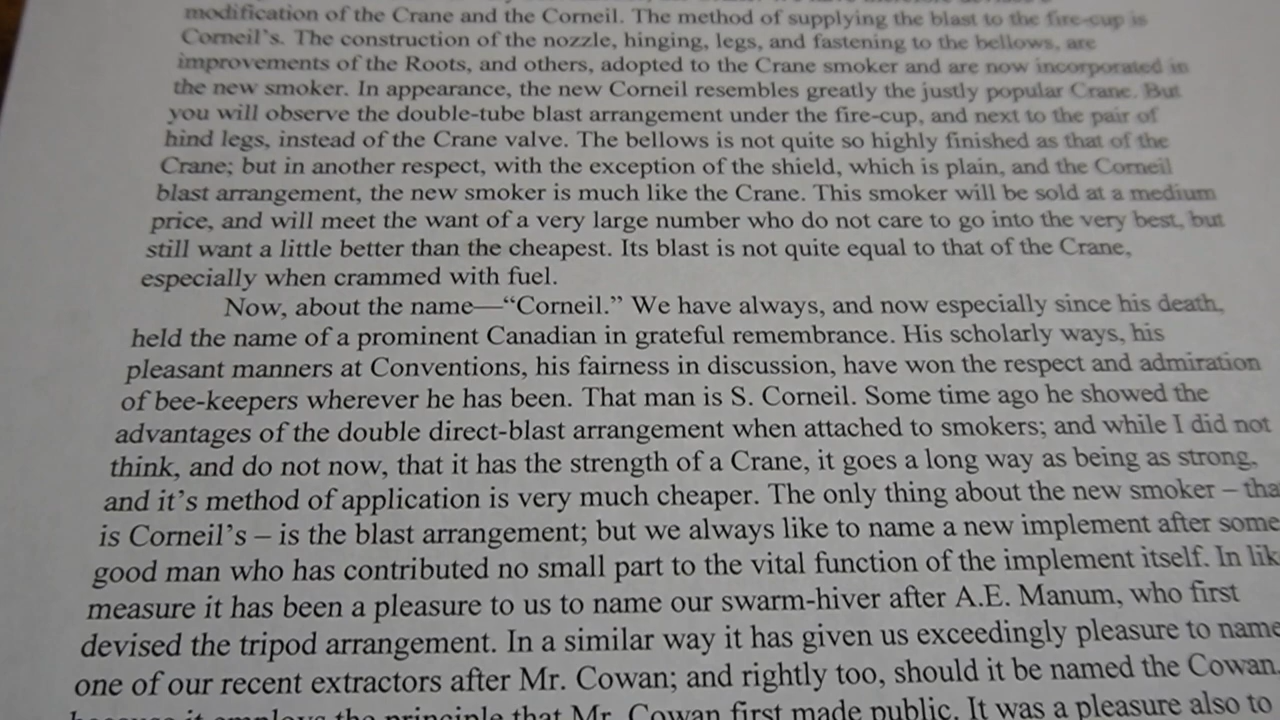 modification of the Crane and the Corneil. The method of supplying the blast to the fire-cup is
Corneil's. The construction of the nozzle, hinging, legs, and fastening to the bellows, are
improvements of the Roots, and others, adopted to the Crane smoker and are now incorporated in
the new smoker. In appearance, the new Corneil resembles greatly the justly popular Crane. But
you will observe the double-tube blast arrangement under the fire-cup, and next to the pair of
hind legs, instead of the Crane valve. The bellows is not quite so highly finished as that of the
Crane; but in another respect, with the exception of the shield, which is plain, and the Corneil
blast arrangement, the new smoker is much like the Crane. This smoker will be sold at a medium
price, and will meet the want of a very large number who do not care to go into the very best, but
still want a little better than the cheapest. Its blast is not quite equal to that of the Crane,
especially when crammed with fuel.
Now, about the name—“Corneil.” We have always, and now especially since his death,
held the name of a prominent Canadian in grateful remembrance. His scholarly ways, his
pleasant manners at Conventions, his fairness in discussion, have won the respect and admiration
of bee-keepers wherever he has been. That man is S. Corneil. Some time ago he showed the
advantages of the double direct-blast arrangement when attached to smokers; and while I did not
think, and do not now, that it has the strength of a Crane, it goes a long way as being as strong,
and it's method of application is very much cheaper. The only thing about the new smoker – tha
is Corneil's – is the blast arrangement; but we always like to name a new implement after some
good man who has contributed no small part to the vital function of the implement itself. In lik
measure it has been a pleasure to us to name our swarm-hiver after A.E. Manum, who first
devised the tripod arrangement. In a similar way it has given us exceedingly pleasure to name
one of our recent extractors after Mr. Cowan; and rightly too, should it be named the Cowan
because it employs the principle that Mr. Cowan first made public. It was a pleasure also to